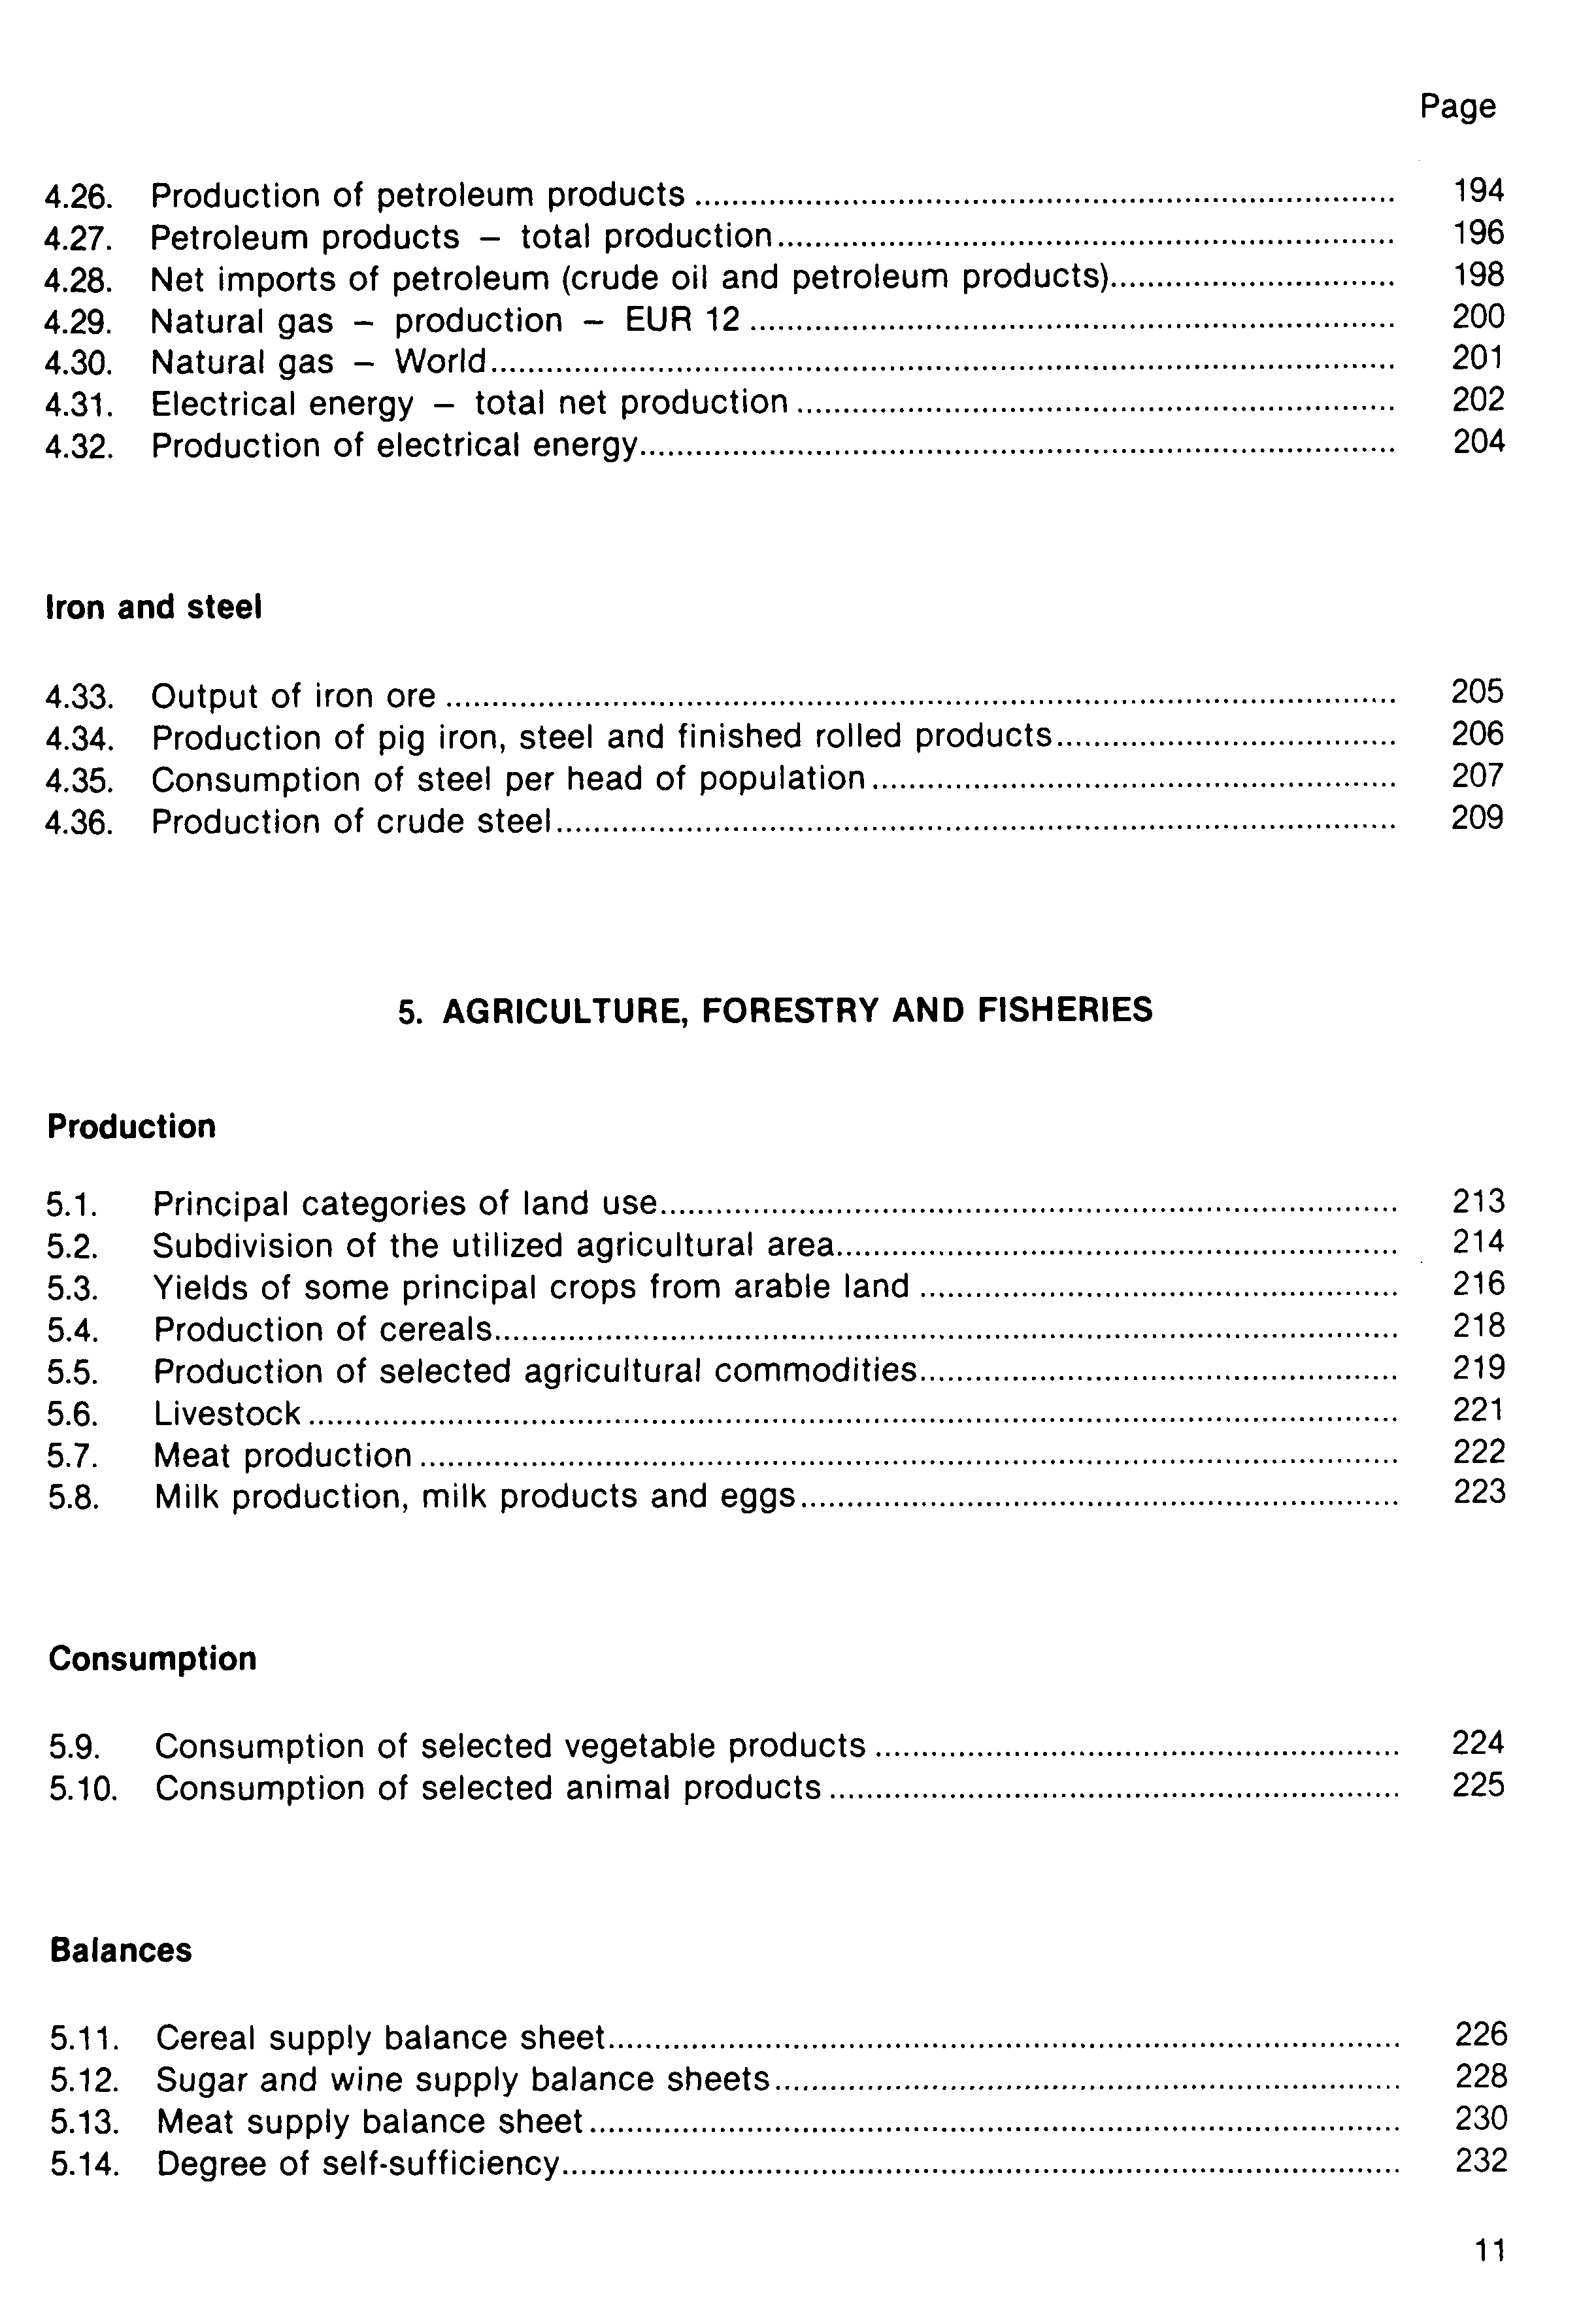 Page
4.26. Production of petroleum products ........ 194
4.27. Petroleum products – total production ........ 196
4.28. Net imports of petroleum (crude oil and petroleum products) ........ 198
4.29. Natural gas – production – EUR 12 ........ 200
4.30. Natural gas – World ........ 201
4.31. Electrical energy – total net production ........ 202
4.32. Production of electrical energy ........ 204
Iron and steel
4.33. Output of iron ore ........ 205
4.34. Production of pig iron, steel and finished rolled products ........ 206
4.35. Consumption of steel per head of population ........ 207
4.36. Production of crude steel ........ 209
5. AGRICULTURE, FORESTRY AND FISHERIES
Production
5.1. Principal categories of land use ........ 213
5.2. Subdivision of the utilized agricultural area ........ 214
5.3. Yields of some principal crops from arable land ........ 216
5.4. Production of cereals ........ 218
5.5. Production of selected agricultural commodities ........ 219
5.6. Livestock ........ 221
5.7. Meat production ........ 222
5.8. Milk production, milk products and eggs ........ 223
Consumption
5.9. Consumption of selected vegetable products ........ 224
5.10. Consumption of selected animal products ........ 225
Balances
5.11. Cereal supply balance sheet ........ 226
5.12. Sugar and wine supply balance sheets ........ 228
5.13. Meat supply balance sheet ........ 230
5.14. Degree of self-sufficiency ........ 232
11